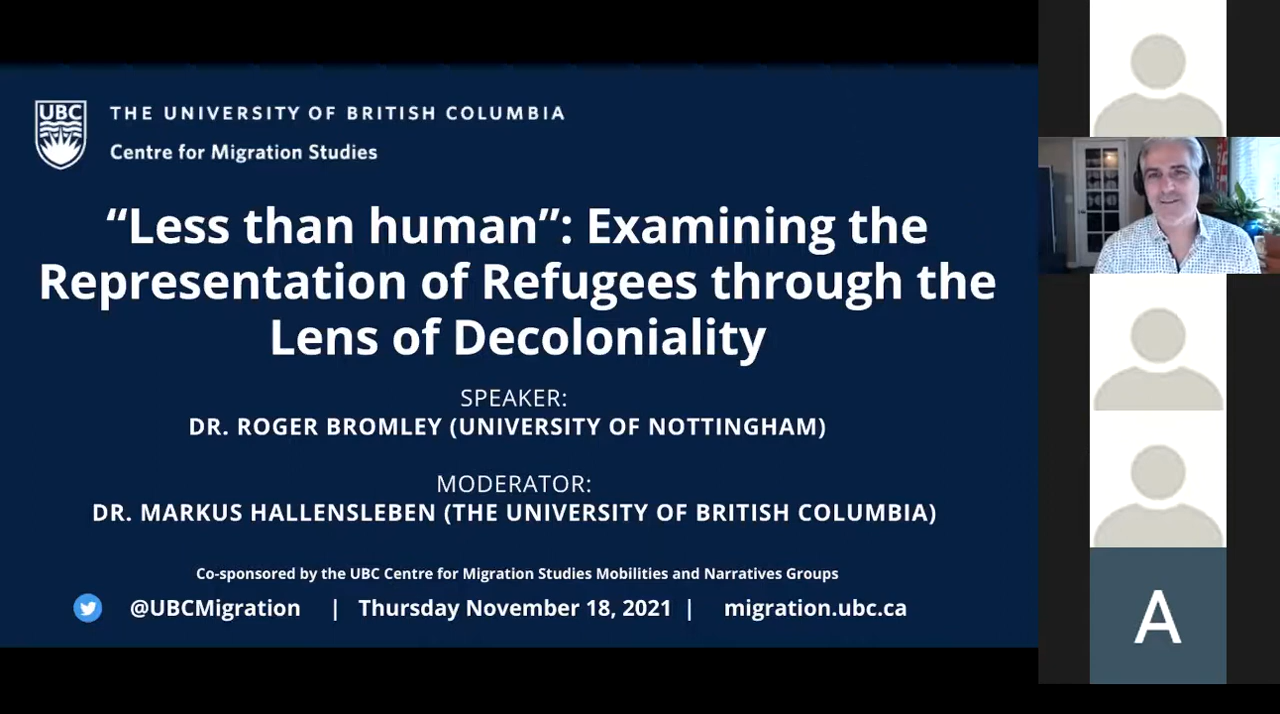 UBC
THE UNIVERSITY OF BRITISH COLUMBIA
Centre for Migration Studies
“Less than human”: Examining the
Representation of Refugees through the
Lens of Decoloniality
SPEAKER:
DR. ROGER BROMLEY (UNIVERSITY OF NOTTINGHAM)
MODERATOR:
DR. MARKUS HALLENSLEBEN (THE UNIVERSITY OF BRITISH COLUMBIA)
Co-sponsored by the UBC Centre for Migration Studies Mobilities and Narratives Groups
@UBCMigration | Thursday November 18, 2021 | migration.ubc.ca
A